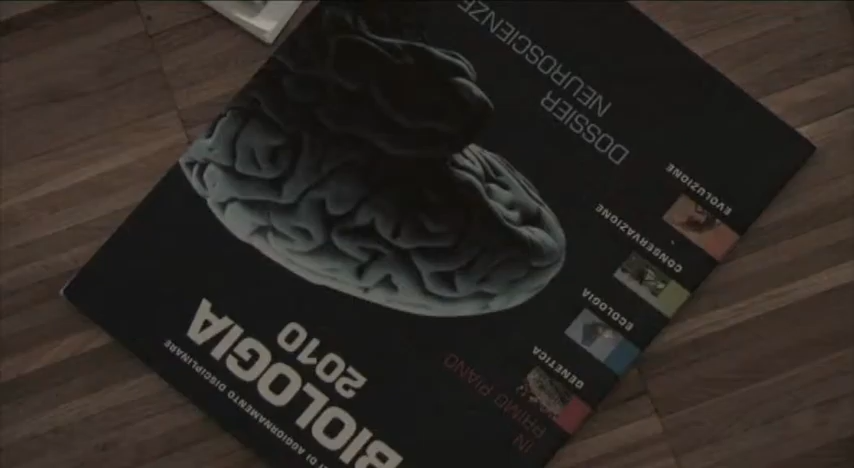 DI AGGIORNAMENTO DISCIPLINARE
BIOLOGIA
2010
IN
PRIMO PIANO
GENETICA
ECOLOGIA
CONSERVAZIONE
EVOLUZIONE
DOSSIER
NEUROSCIENZE